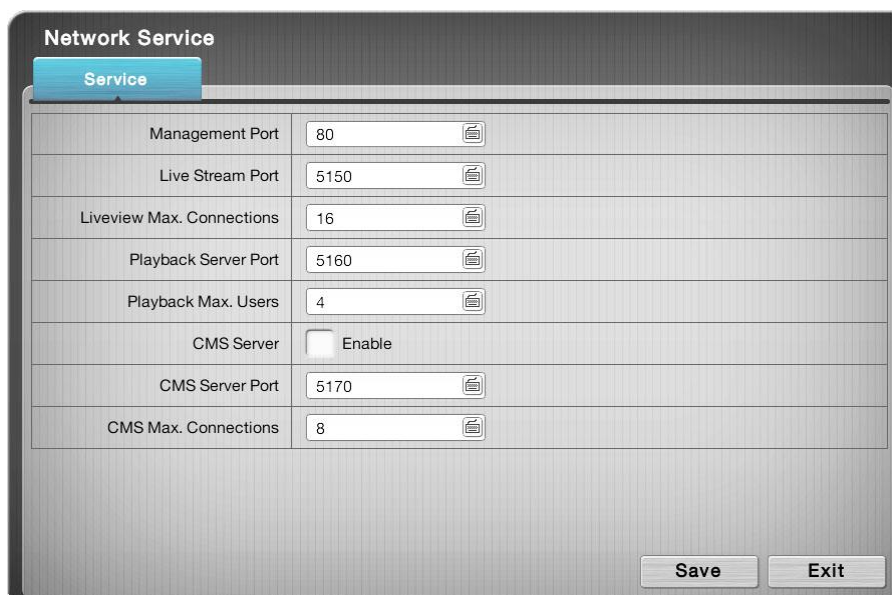 Network Service
Service
Management Port 80
Live Stream Port 5150
Liveview Max. Connections 16
Playback Server Port 5160
Playback Max. Users 4
CMS Server Enable
CMS Server Port 5170
CMS Max. Connections 8
Save Exit